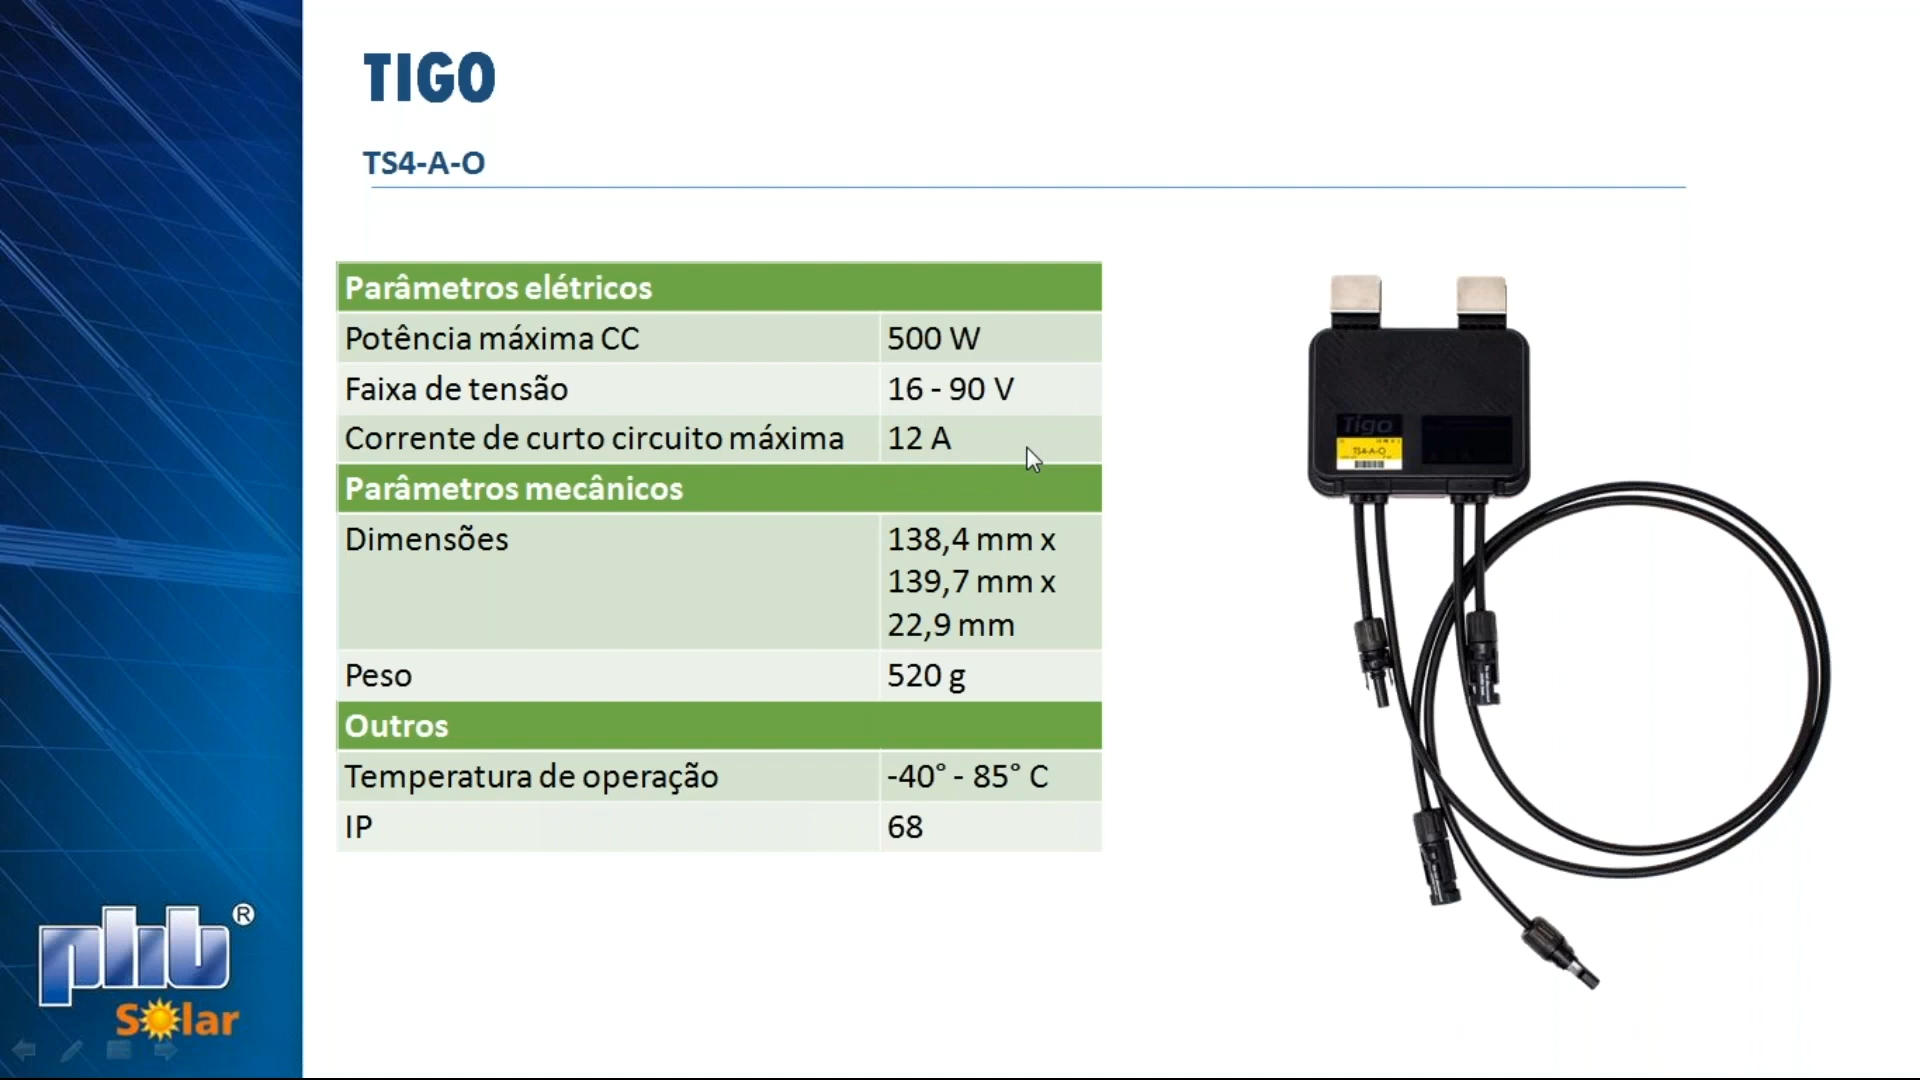 TIGO
TS4-A-O
Parâmetros elétricos
Potência máxima CC 500 W
Faixa de tensão 16 - 90 V
Corrente de curto circuito máxima 12 A
Parâmetros mecânicos
Dimensões 138,4 mm x
139,7 mm x
22,9 mm
Peso 520 g
Outros
Temperatura de operação -40° - 85° C
IP 68
Tigo
TS4-A-O
phb ®
Solar